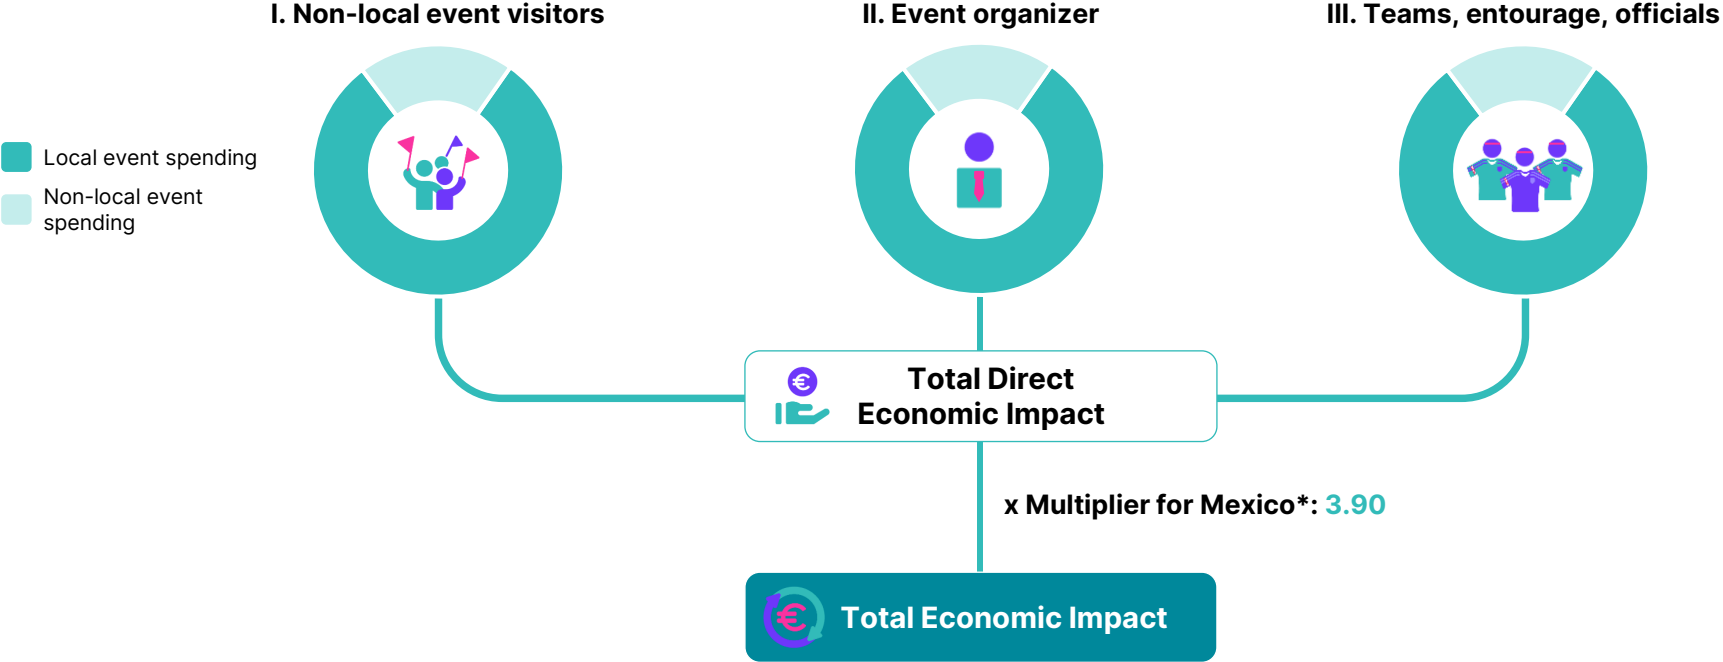 I. Non-local event visitors
II. Event organizer
III. Teams, entourage, officials
Local event spending
Non-local event
spending
€
Total Direct
Economic Impact
x Multiplier for Mexico*: 3.90
€
Total Economic Impact